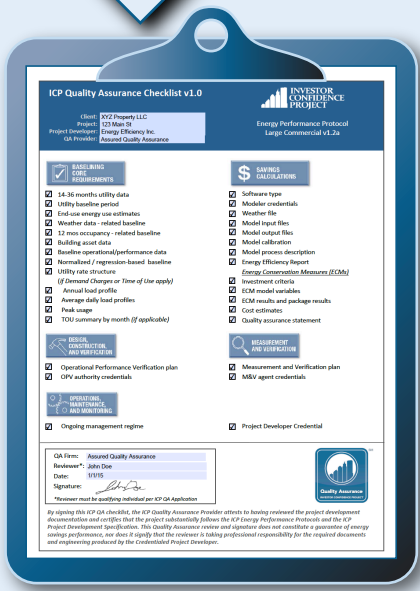 ICP Quality Assurance Checklist v1.0
INVESTOR
CONFIDENCE
PROJECT
Client: XYZ Property LLC
Project: 123 Main St
Project Developer: Energy Efficiency Inc.
QA Provider: Assured Quality Assurance
Energy Performance Protocol
Large Commercial v1.2a
BASELINING
CORE
REQUIREMENTS
14-36 months utility data
Utility baseline period
End-use energy use estimates
Weather data - related baseline
12 mos occupancy - related baseline
Building asset data
Baseline operational/performance data
Normalized / regression-based baseline
Utility rate structure
(if Demand Charges or Time of Use apply)
Annual load profile
Average daily load profiles
Peak usage
TOU summary by month (if applicable)
$ SAVINGS
CALCULATIONS
Software type
Modeler credentials
Weather file
Model input files
Model output files
Model calibration
Model process description
Energy Efficiency Report
Energy Conservation Measures (ECMs)
Investment criteria
ECM model variables
ECM results and package results
Cost estimates
Quality assurance statement
DESIGN,
CONSTRUCTION,
AND VERIFICATION
Operational Performance Verification plan
OPV authority credentials
MEASUREMENT
AND VERIFICATION
Measurement and Verification plan
M&V agent credentials
OPERATIONS,
MAINTENANCE,
AND MONITORING
Ongoing management regime
Project Developer Credential
QA Firm: Assured Quality Assurance
Reviewer*: John Doe
Date: 1/1/15
Signature: John Doe
*Reviewer must be qualifying individual per ICP QA Application
Quality Assurance
INVESTOR CONFIDENCE PROJECT
By signing this ICP QA checklist, the ICP Quality Assurance Provider attests to having reviewed the project development
documentation and certifies that the project substantially follows the ICP Energy Performance Protocols and the ICP
Project Development Specification. This Quality Assurance review and signature does not constitute a guarantee of energy
savings performance, nor does it signify that the reviewer is taking professional responsibility for the required documents
and engineering produced by the Credentialed Project Developer.